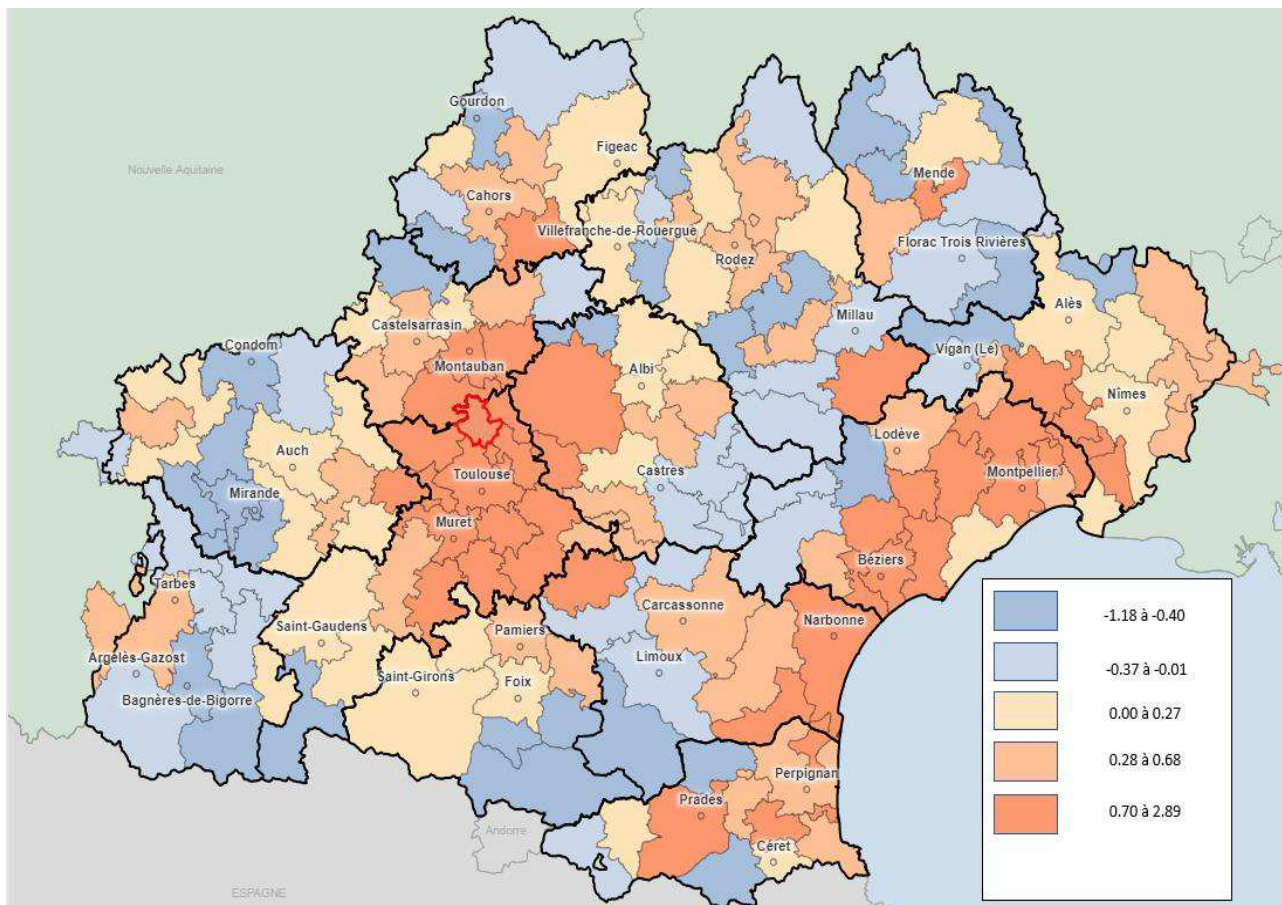 Gourdon
Nouvelle Aquitaine
Figeac
Mende
Cahors
Villefranche-de-Rouergue
Florac Trois Rivières
Rodez
Alès
Castelsarrasin
Millau
Condom
Vigan (Le)
Montauban
Albi
Nîmes
Lodève
Auch
Castres
Montpellier
Toulouse
Mirande
Muret
Béziers
Tarbes
Carcassonne
Narbonne
Saint-Gaudens
Pamiers
Argelès-Gazost
Limoux
Saint-Girons
Foix
Bagnères-de-Bigorre
Perpignan
Prades
Andorre
Céret
ESPAGNE
-1.18 à -0.40
-0.37 à -0.01
0.00 à 0.27
0.28 à 0.68
0.70 à 2.89